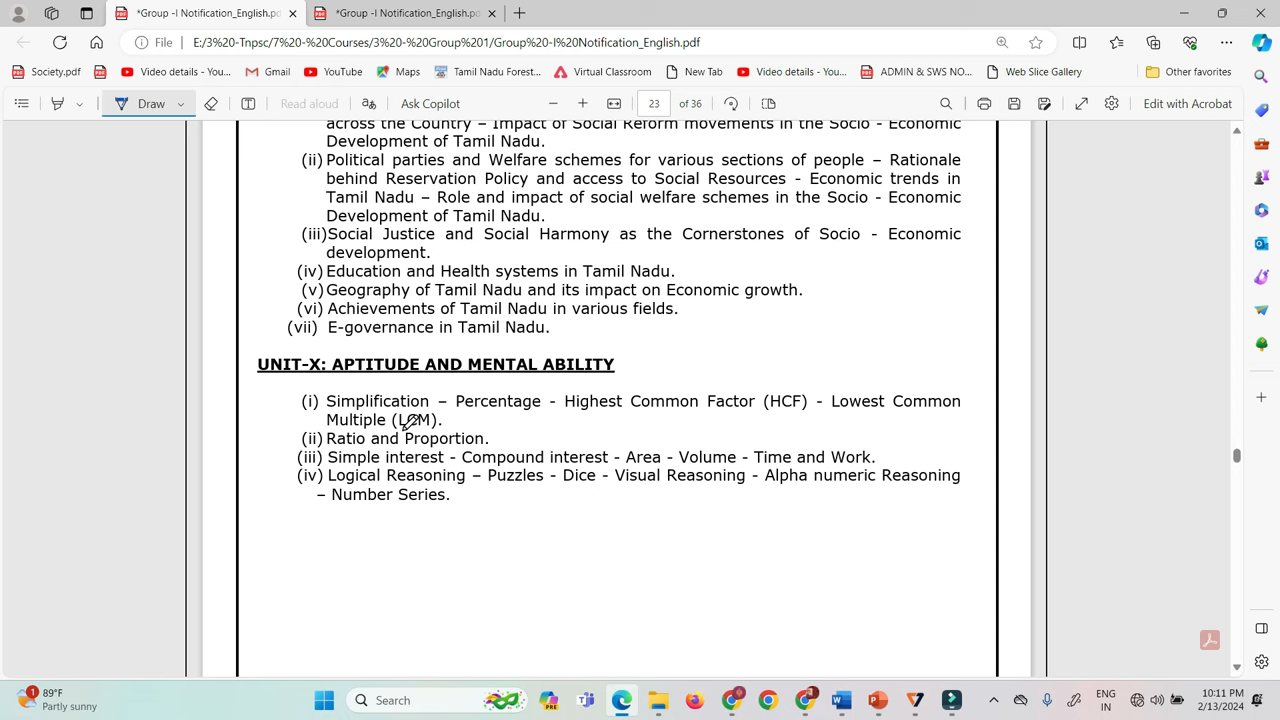 *Group -I Notification_English.pdf
*Group -I Notification_English.pdf
File E:/3%20-Tnpsc/7%20-%20Courses/3%20-%20Group%201/Group-I%20Notification_English.pdf
Society.pdf Video details - You... Gmail YouTube Maps Tamil Nadu Forest... Virtual Classroom New Tab Video details - You... ADMIN & SWS NO... Web Slice Gallery Other favorites
Draw Read aloud Ask Copilot 23 of 36 Edit with Acrobat
across the Country – Impact of Social Reform movements in the Socio - Economic
Development of Tamil Nadu.
(ii) Political parties and Welfare schemes for various sections of people – Rationale
behind Reservation Policy and access to Social Resources - Economic trends in
Tamil Nadu – Role and impact of social welfare schemes in the Socio - Economic
Development of Tamil Nadu.
(iii) Social Justice and Social Harmony as the Cornerstones of Socio - Economic
development.
(iv) Education and Health systems in Tamil Nadu.
(v) Geography of Tamil Nadu and its impact on Economic growth.
(vi) Achievements of Tamil Nadu in various fields.
(vii) E-governance in Tamil Nadu.
UNIT-X: APTITUDE AND MENTAL ABILITY
(i) Simplification – Percentage - Highest Common Factor (HCF) - Lowest Common
Multiple (LCM).
(ii) Ratio and Proportion.
(iii) Simple interest - Compound interest - Area - Volume - Time and Work.
(iv) Logical Reasoning – Puzzles - Dice - Visual Reasoning - Alpha numeric Reasoning
– Number Series.
1 89°F
Partly sunny
Search
PRE
ENG
IN
10:11 PM
2/13/2024